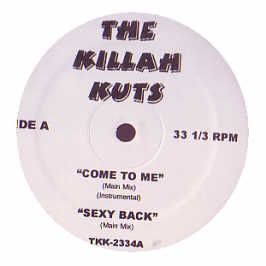 THE
KILLAH
KUTS
IDE A
33 1/3 RPM
"COME TO ME"
(Main Mix)
(Instrumental)
"SEXY BACK"
(Main Mix)
TKK-2334A